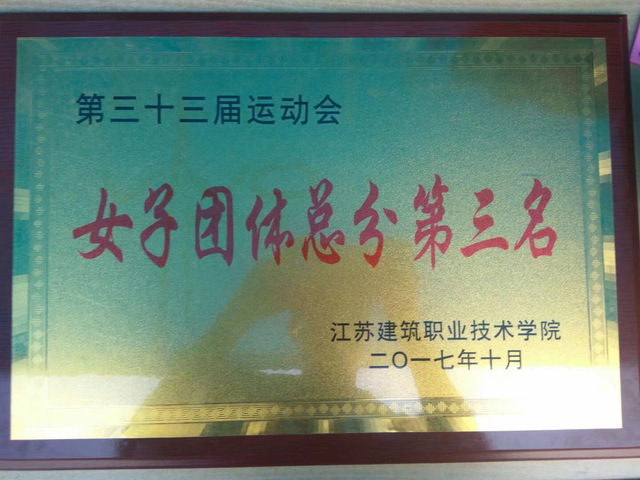 第三十三届运动会
女子团体总分第三名
江苏建筑职业技术学院
二〇一七年十月